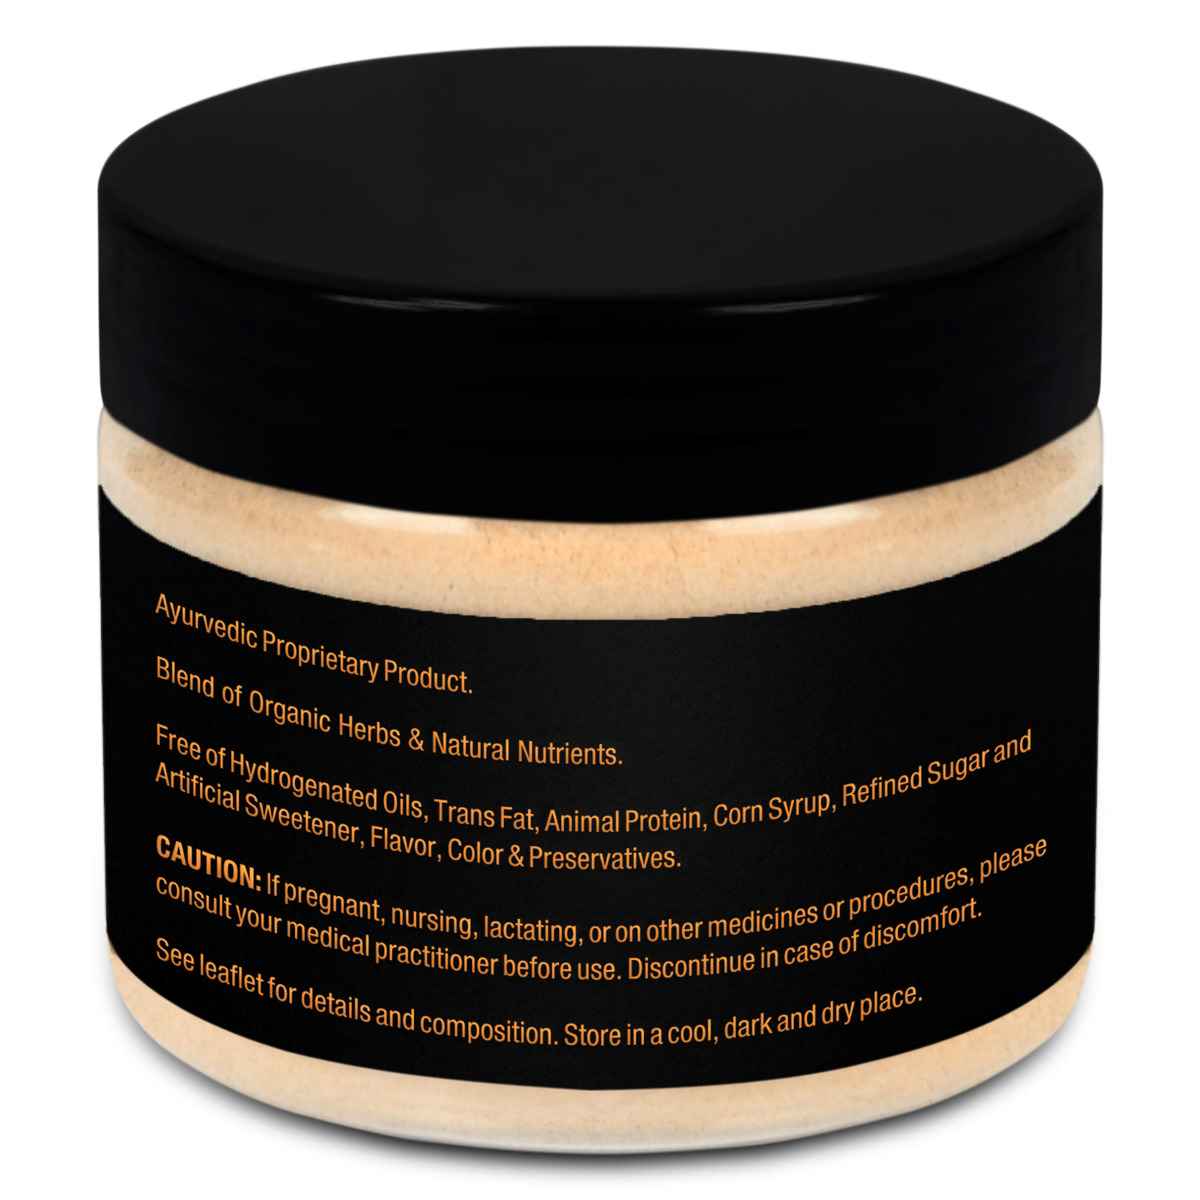 Ayurvedic Proprietary Product.
Blend of Organic Herbs & Natural Nutrients.
Free of Hydrogenated Oils, Trans Fat, Animal Protein, Corn Syrup, Refined Sugar and
Artificial Sweetener, Flavor, Color & Preservatives.
CAUTION: If pregnant, nursing, lactating, or on other medicines or procedures, please
consult your medical practitioner before use. Discontinue in case of discomfort.
See leaflet for details and composition. Store in a cool, dark and dry place.